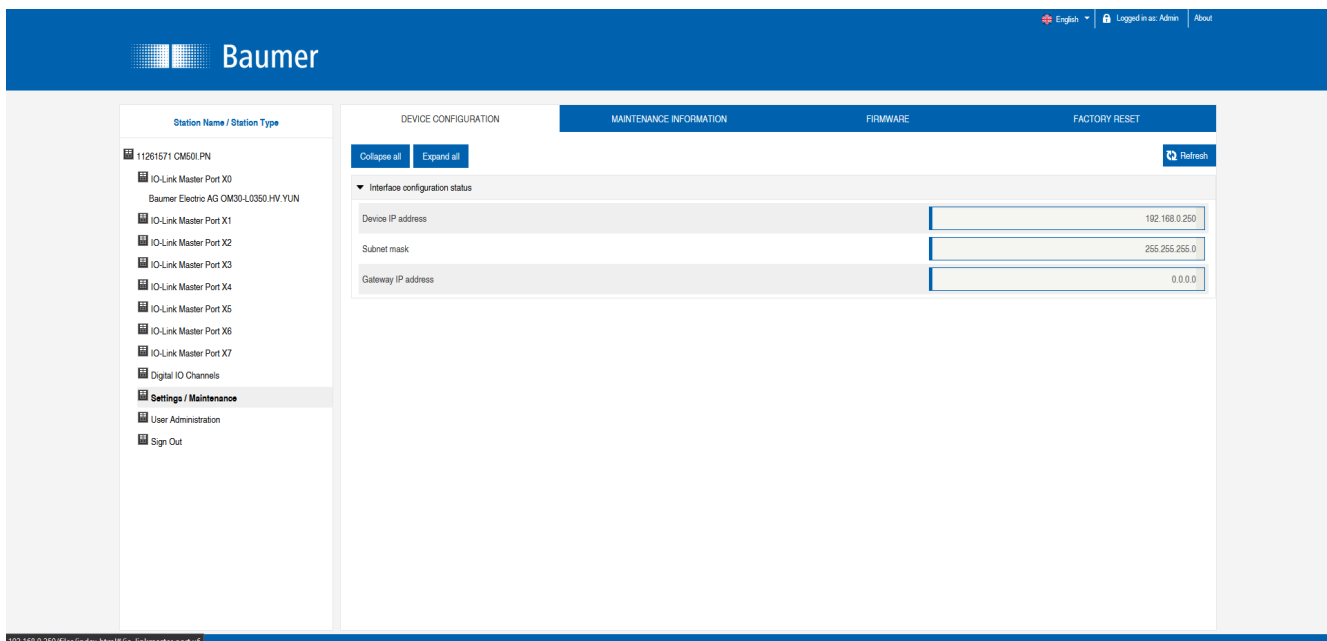 English
Logged in as: Admin
About
Baumer
Station Name / Station Type
11261571 CM50I.PN
IO-Link Master Port X0
Baumer Electric AG OM30-L0350.HV.YUN
IO-Link Master Port X1
IO-Link Master Port X2
IO-Link Master Port X3
IO-Link Master Port X4
IO-Link Master Port X5
IO-Link Master Port X6
IO-Link Master Port X7
Digital IO Channels
Settings / Maintenance
User Administration
Sign Out
DEVICE CONFIGURATION
MAINTENANCE INFORMATION
FIRMWARE
FACTORY RESET
Collapse all
Expand all
Refresh
Interface configuration status
Device IP address
192.168.0.250
Subnet mask
255.255.255.0
Gateway IP address
0.0.0.0